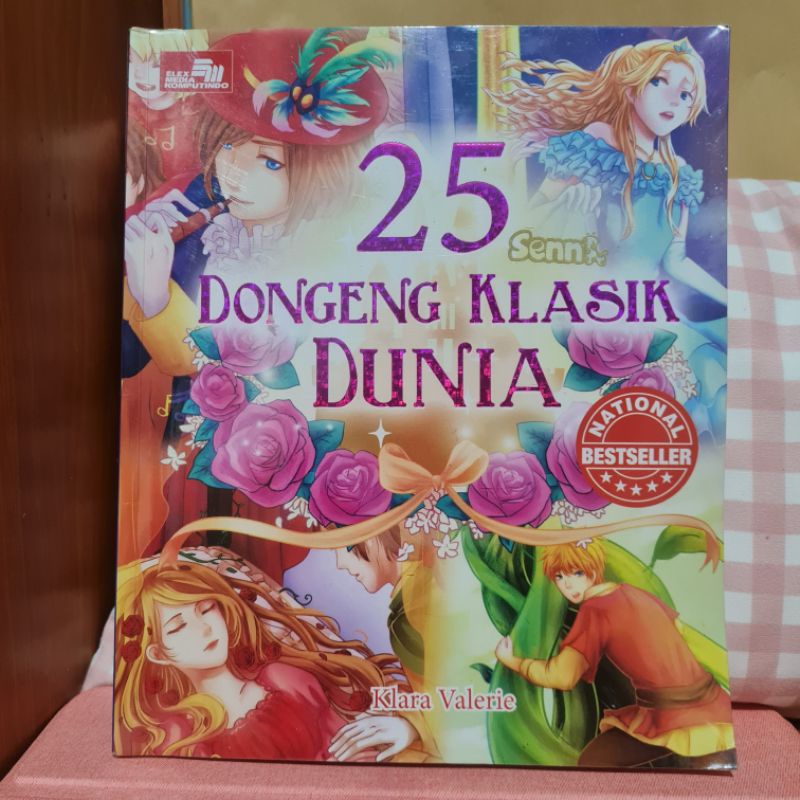 ELEX
MEDIA
KOMPUTINDO
25
Senna
DONGENG KLASIK
DUNIA
NATIONAL
BESTSELLER
Klara Valerie